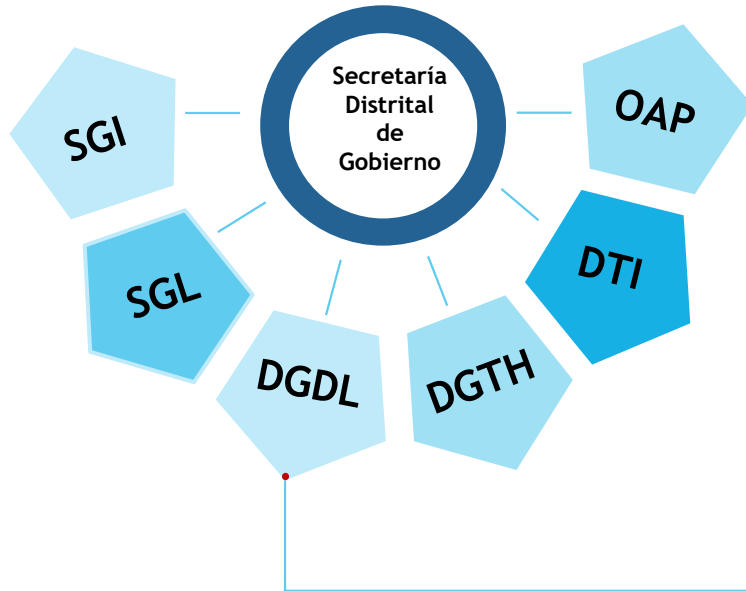 Secretaría
Distrital
de
Gobierno
SGI
OAP
SGL
DTI
DGDL
DGTH